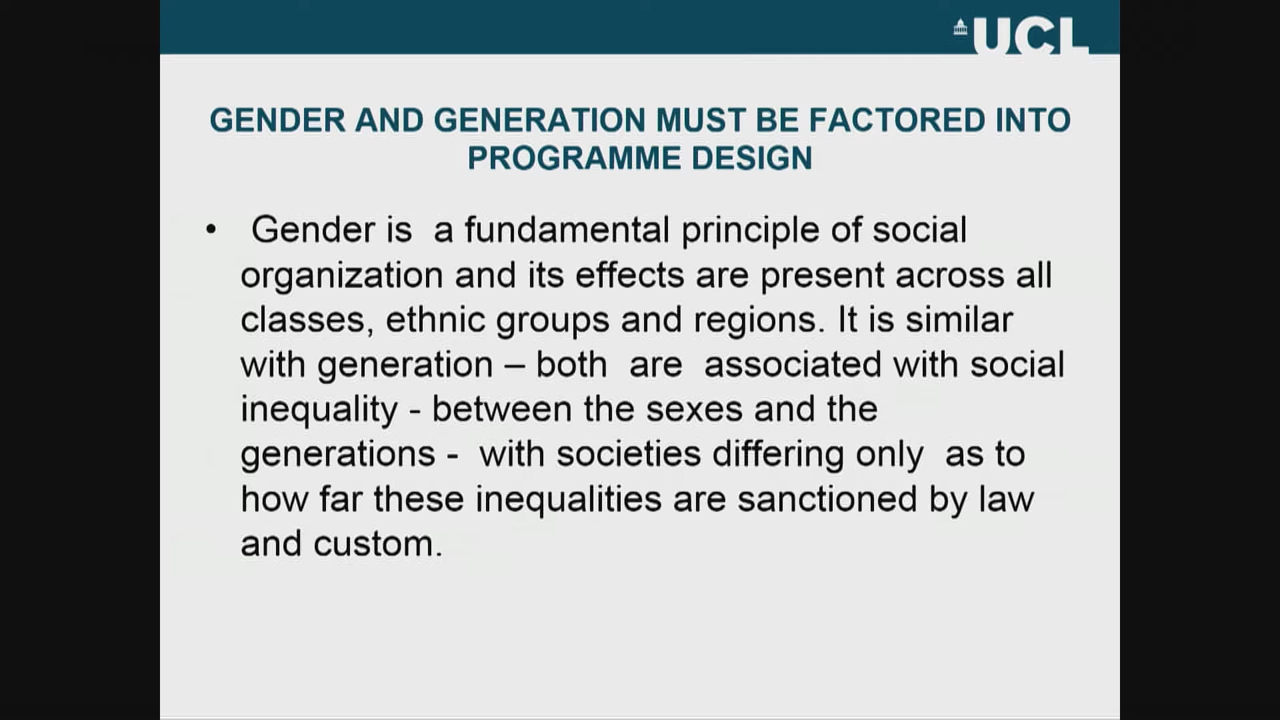 UCL
GENDER AND GENERATION MUST BE FACTORED INTO
PROGRAMME DESIGN
• Gender is a fundamental principle of social
organization and its effects are present across all
classes, ethnic groups and regions. It is similar
with generation – both are associated with social
inequality - between the sexes and the
generations - with societies differing only as to
how far these inequalities are sanctioned by law
and custom.